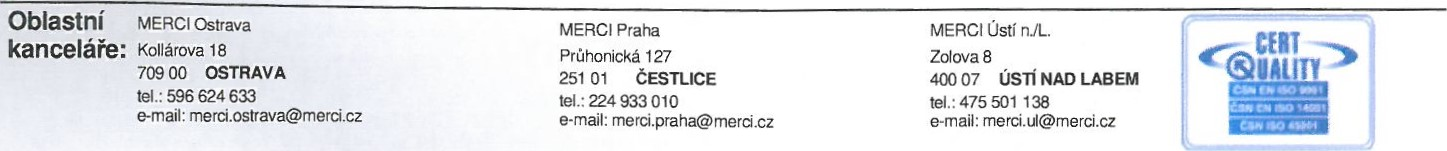 Oblastní
kanceláře:
MERCI Ostrava
Kollárova 18
709 00 OSTRAVA
tel.: 596 624 633
e-mail: merci.ostrava@merci.cz
MERCI Praha
Průhonická 127
251 01 ČESTLICE
tel.: 224 933 010
e-mail: merci.praha@merci.cz
MERCI Ústí n./L.
Zolova 8
400 07 ÚSTÍ NAD LABEM
tel.: 475 501 138
e-mail: merci.ul@merci.cz
CERT
QUALITY
ČSN EN ISO 9001
ČSN EN ISO 14001
ČSN ISO 45001